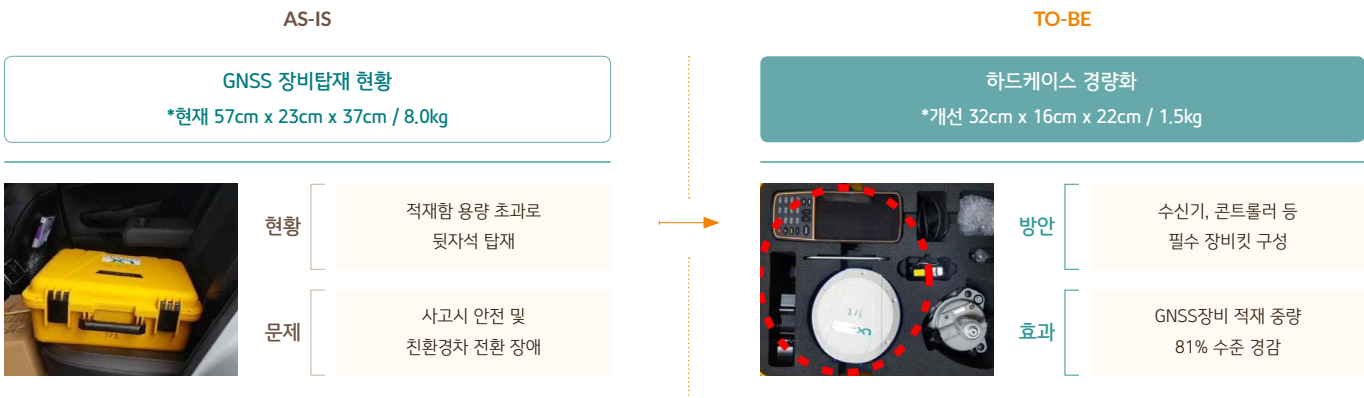 AS-IS
GNSS 장비탑재 현황
*현재 57cm x 23cm x 37cm / 8.0kg
현황
적재함 용량 초과로
뒷자석 탑재
문제
사고시 안전 및
친환경차 전환 장애
TO-BE
하드케이스 경량화
*개선 32cm x 16cm x 22cm / 1.5kg
방안
수신기, 콘트롤러 등
필수 장비킷 구성
효과
GNSS장비 적재 중량
81% 수준 경감